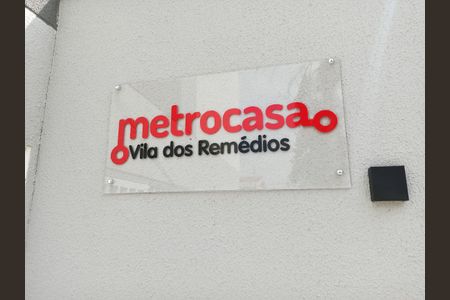 metrocasa
Vila dos Remédios